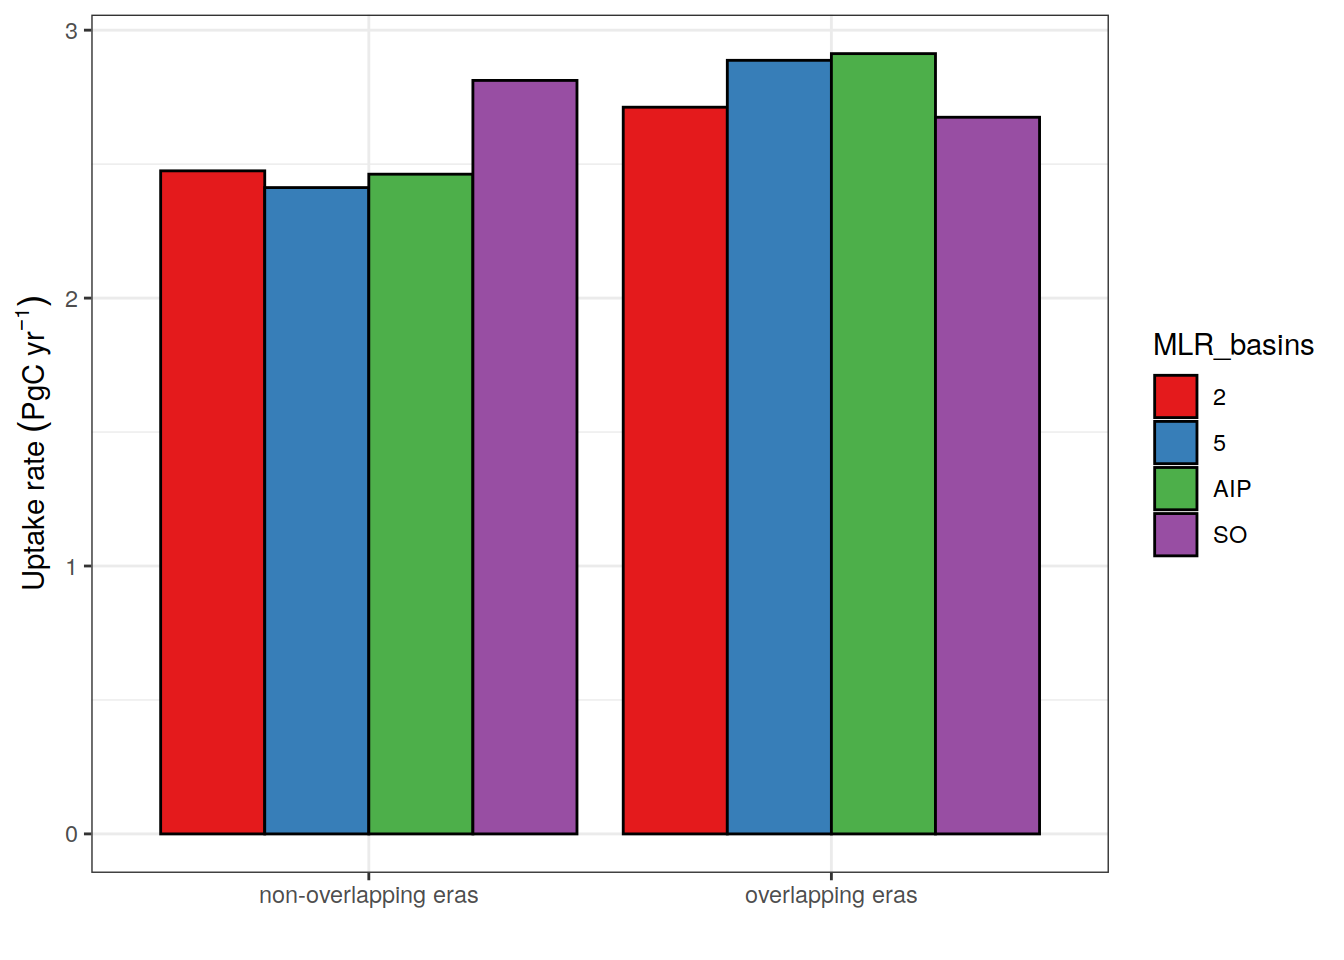 3
2
1
0
Uptake rate (PgC yr⁻¹)
non-overlapping eras
overlapping eras
MLR_basins
2
5
AIP
SO